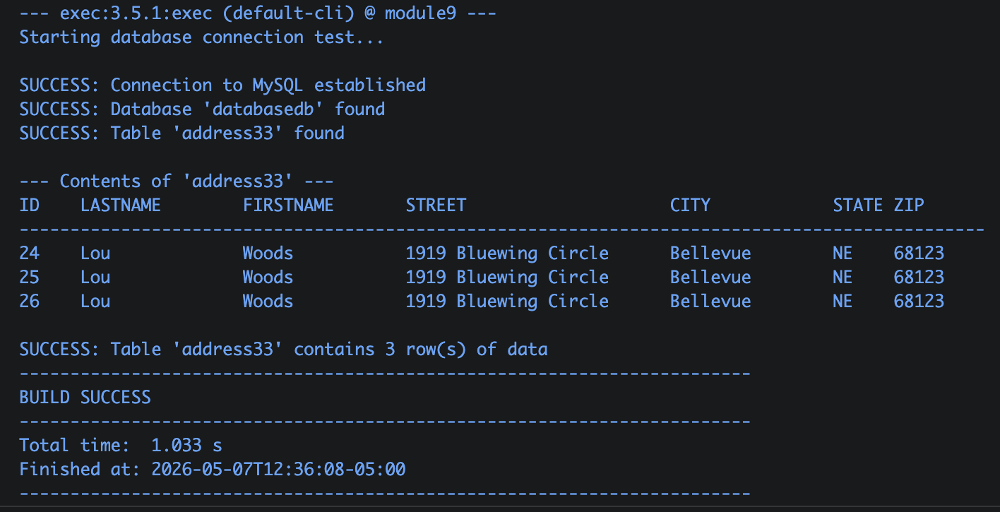 --- exec:3.5.1:exec (default-cli) @ module9 ---
Starting database connection test...
SUCCESS: Connection to MySQL established
SUCCESS: Database 'databasedb' found
SUCCESS: Table 'address33' found
--- Contents of 'address33' ---
ID    LASTNAME        FIRSTNAME       STREET                    CITY            STATE ZIP
-----------------------------------------------------------------------------------------------
24    Lou             Woods           1919 Bluewing Circle      Bellevue        NE    68123
25    Lou             Woods           1919 Bluewing Circle      Bellevue        NE    68123
26    Lou             Woods           1919 Bluewing Circle      Bellevue        NE    68123
SUCCESS: Table 'address33' contains 3 row(s) of data
------------------------------------------------------------------------
BUILD SUCCESS
------------------------------------------------------------------------
Total time:  1.033 s
Finished at: 2026-05-07T12:36:08-05:00
------------------------------------------------------------------------